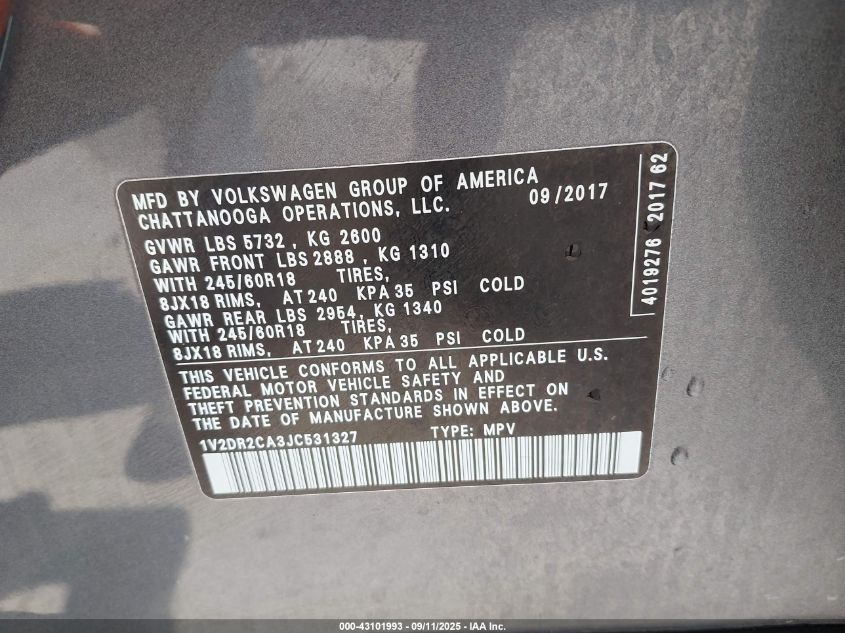 MFD BY VOLKSWAGEN GROUP OF AMERICA
CHATTANOOGA OPERATIONS, LLC. 09/2017
GVWR LBS 5732 , KG 2600
GAWR FRONT LBS 2888 , KG 1310
WITH 245/60R18 TIRES,
8JX18 RIMS, AT 240 KPA 35 PSI COLD
GAWR REAR LBS 2954, KG 1340
WITH 245/60R18 TIRES,
8JX18 RIMS, AT 240 KPA 35 PSI COLD
THIS VEHICLE CONFORMS TO ALL APPLICABLE U.S.
FEDERAL MOTOR VEHICLE SAFETY AND
THEFT PREVENTION STANDARDS IN EFFECT ON
THE DATE OF MANUFACTURE SHOWN ABOVE.
1V2DR2CA3JC531327 TYPE: MPV
4019276 2017 62
000-43101993 - 09/11/2025 - IAA Inc.